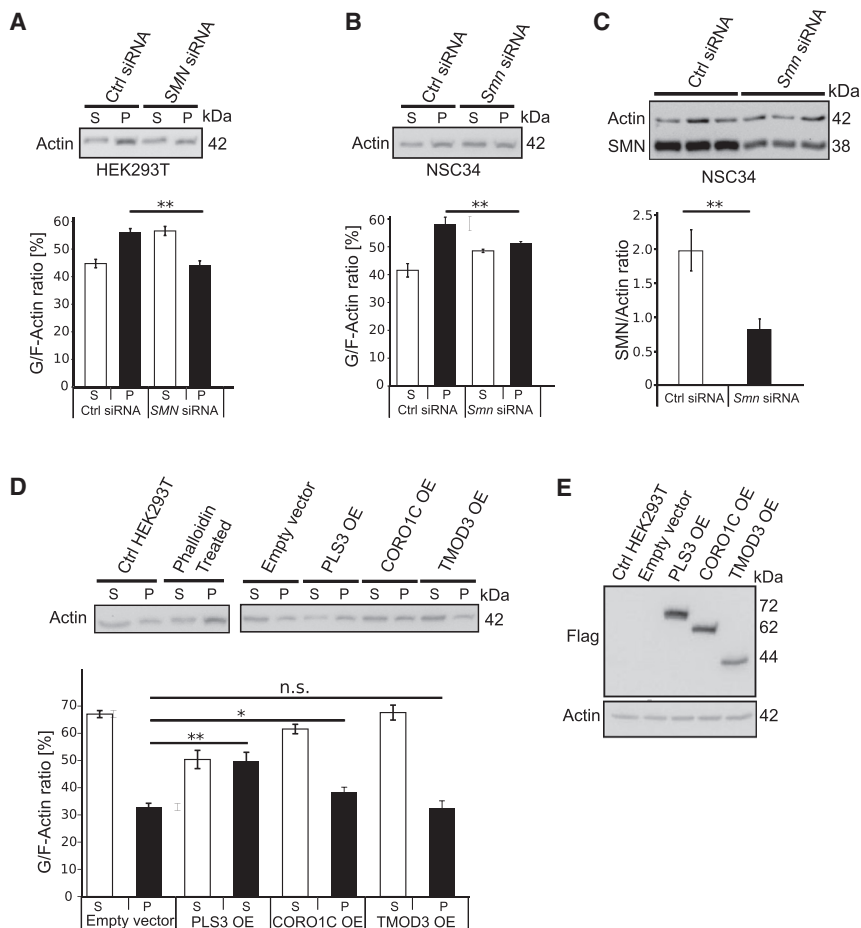 A
Ctrl siRNA
SMN siRNA
S P S P kDa
Actin 42
HEK293T
**
G/F-Actin ratio [%]
60
50
40
30
20
10
0
S P S P
Ctrl siRNA SMN siRNA
B
Ctrl siRNA
Smn siRNA
S P S P kDa
Actin 42
NSC34
**
G/F-Actin ratio [%]
60
50
40
30
20
10
0
S P S P
Ctrl siRNA Smn siRNA
C
Ctrl siRNA
Smn siRNA
kDa
Actin 42
SMN 38
NSC34
**
SMN/Actin ratio
2.5
2.0
1.5
1.0
0.5
0
Ctrl siRNA Smn siRNA
D
Ctrl HEK293T
Phalloidin
Treated
Empty vector
PLS3 OE
CORO1C OE
TMOD3 OE
S P S P S P S P S P S P kDa
Actin 42
n.s.
*
**
G/F-Actin ratio [%]
70
60
50
40
30
20
10
0
S P S S S P S P
Empty vector PLS3 OE CORO1C OE TMOD3 OE
E
Ctrl HEK293T
Empty vector
PLS3 OE
CORO1C OE
TMOD3 OE
kDa
72
Flag 62
44
Actin 42